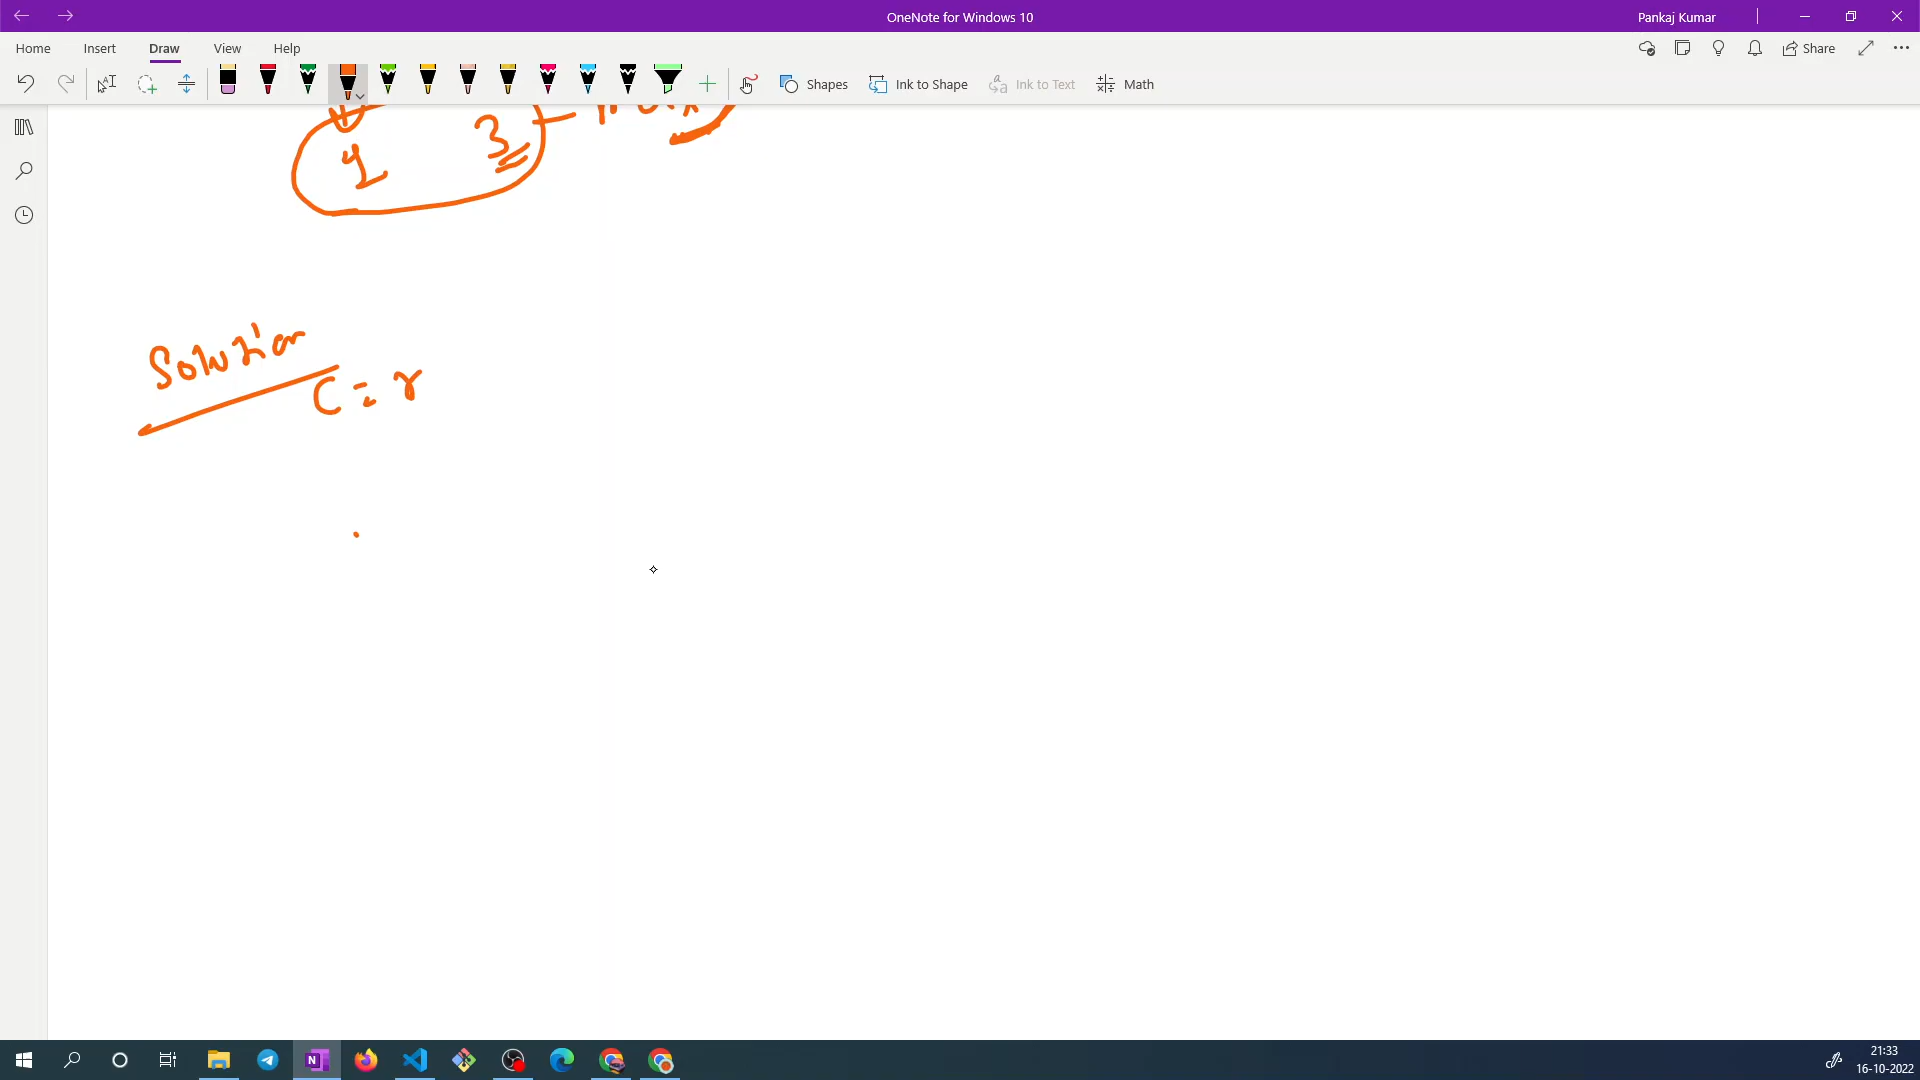 OneNote for Windows 10
Pankaj Kumar
Home Insert Draw View Help
Share
Shapes Ink to Shape Ink to Text Math
1 3
Solution
C = r
21:33
16-10-2022